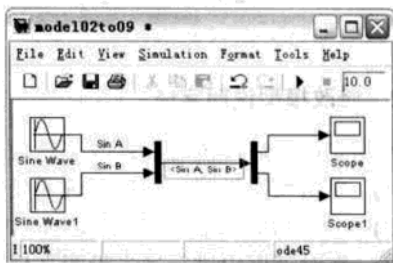 model02to09 *
File Edit View Simulation Format Tools Help
10.0
Sin A
Sine Wave
Scope
<Sin A, Sin B>
Sin B
Sine Wave1
Scope1
100%
ode45